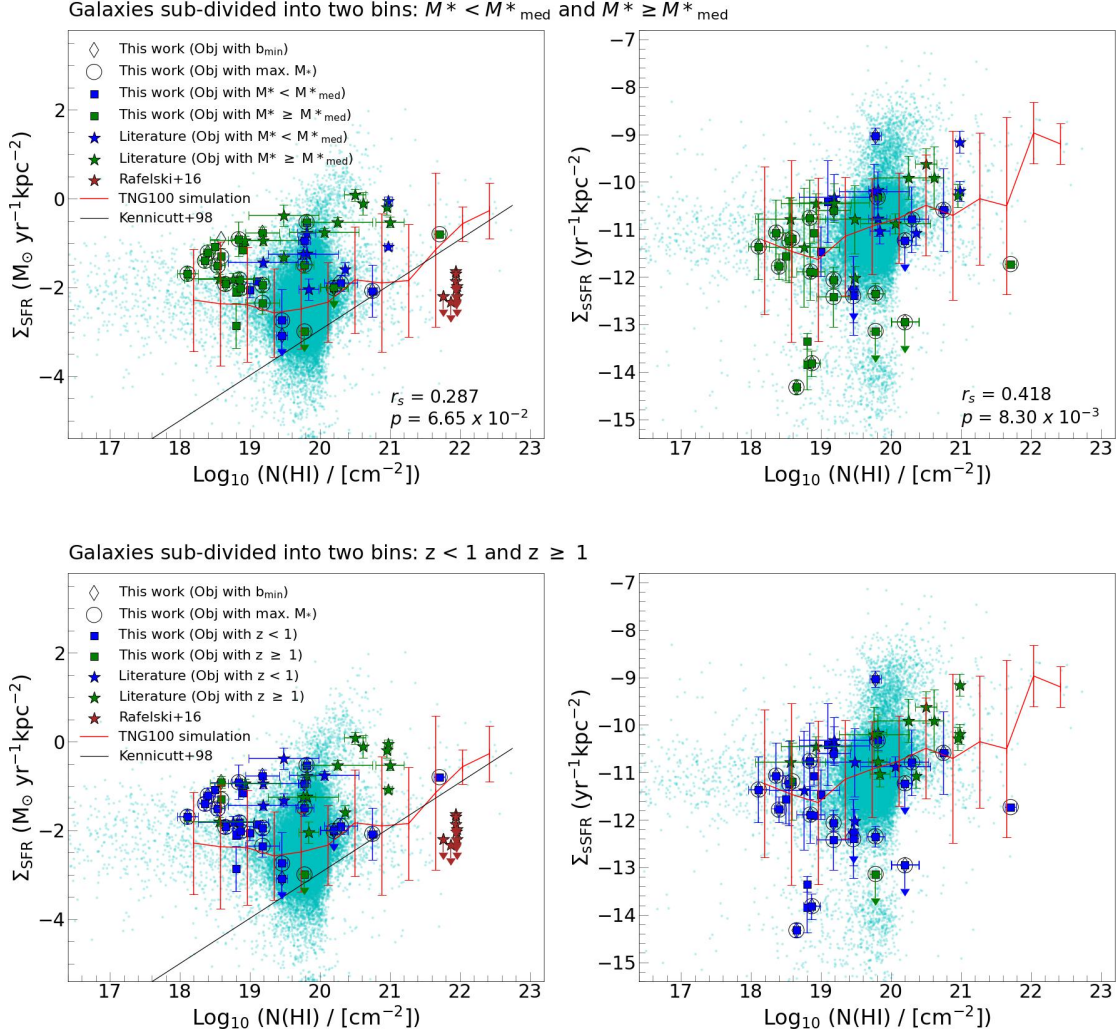 Galaxies sub-divided into two bins: M* < M*med and M* ≥ M*med
This work (Obj with bmin)
This work (Obj with max. M*)
This work (Obj with M* < M*med)
This work (Obj with M* ≥ M*med)
Literature (Obj with M* < M*med)
Literature (Obj with M* ≥ M*med)
Rafelski+16
TNG100 simulation
Kennicutt+98
2
0
−2
−4
ΣSFR (M⊙ yr−1kpc−2)
rs = 0.287
p = 6.65 x 10−2
17 18 19 20 21 22 23
Log10 (N(HI) / [cm−2])
−7
−8
−9
−10
−11
−12
−13
−14
−15
ΣsSFR (yr−1kpc−2)
rs = 0.418
p = 8.30 x 10−3
17 18 19 20 21 22 23
Log10 (N(HI) / [cm−2])
Galaxies sub-divided into two bins: z < 1 and z ≥ 1
This work (Obj with bmin)
This work (Obj with max. M*)
This work (Obj with z < 1)
This work (Obj with z ≥ 1)
Literature (Obj with z < 1)
Literature (Obj with z ≥ 1)
Rafelski+16
TNG100 simulation
Kennicutt+98
2
0
−2
−4
ΣSFR (M⊙ yr−1kpc−2)
17 18 19 20 21 22 23
Log10 (N(HI) / [cm−2])
−7
−8
−9
−10
−11
−12
−13
−14
−15
ΣsSFR (yr−1kpc−2)
17 18 19 20 21 22 23
Log10 (N(HI) / [cm−2])